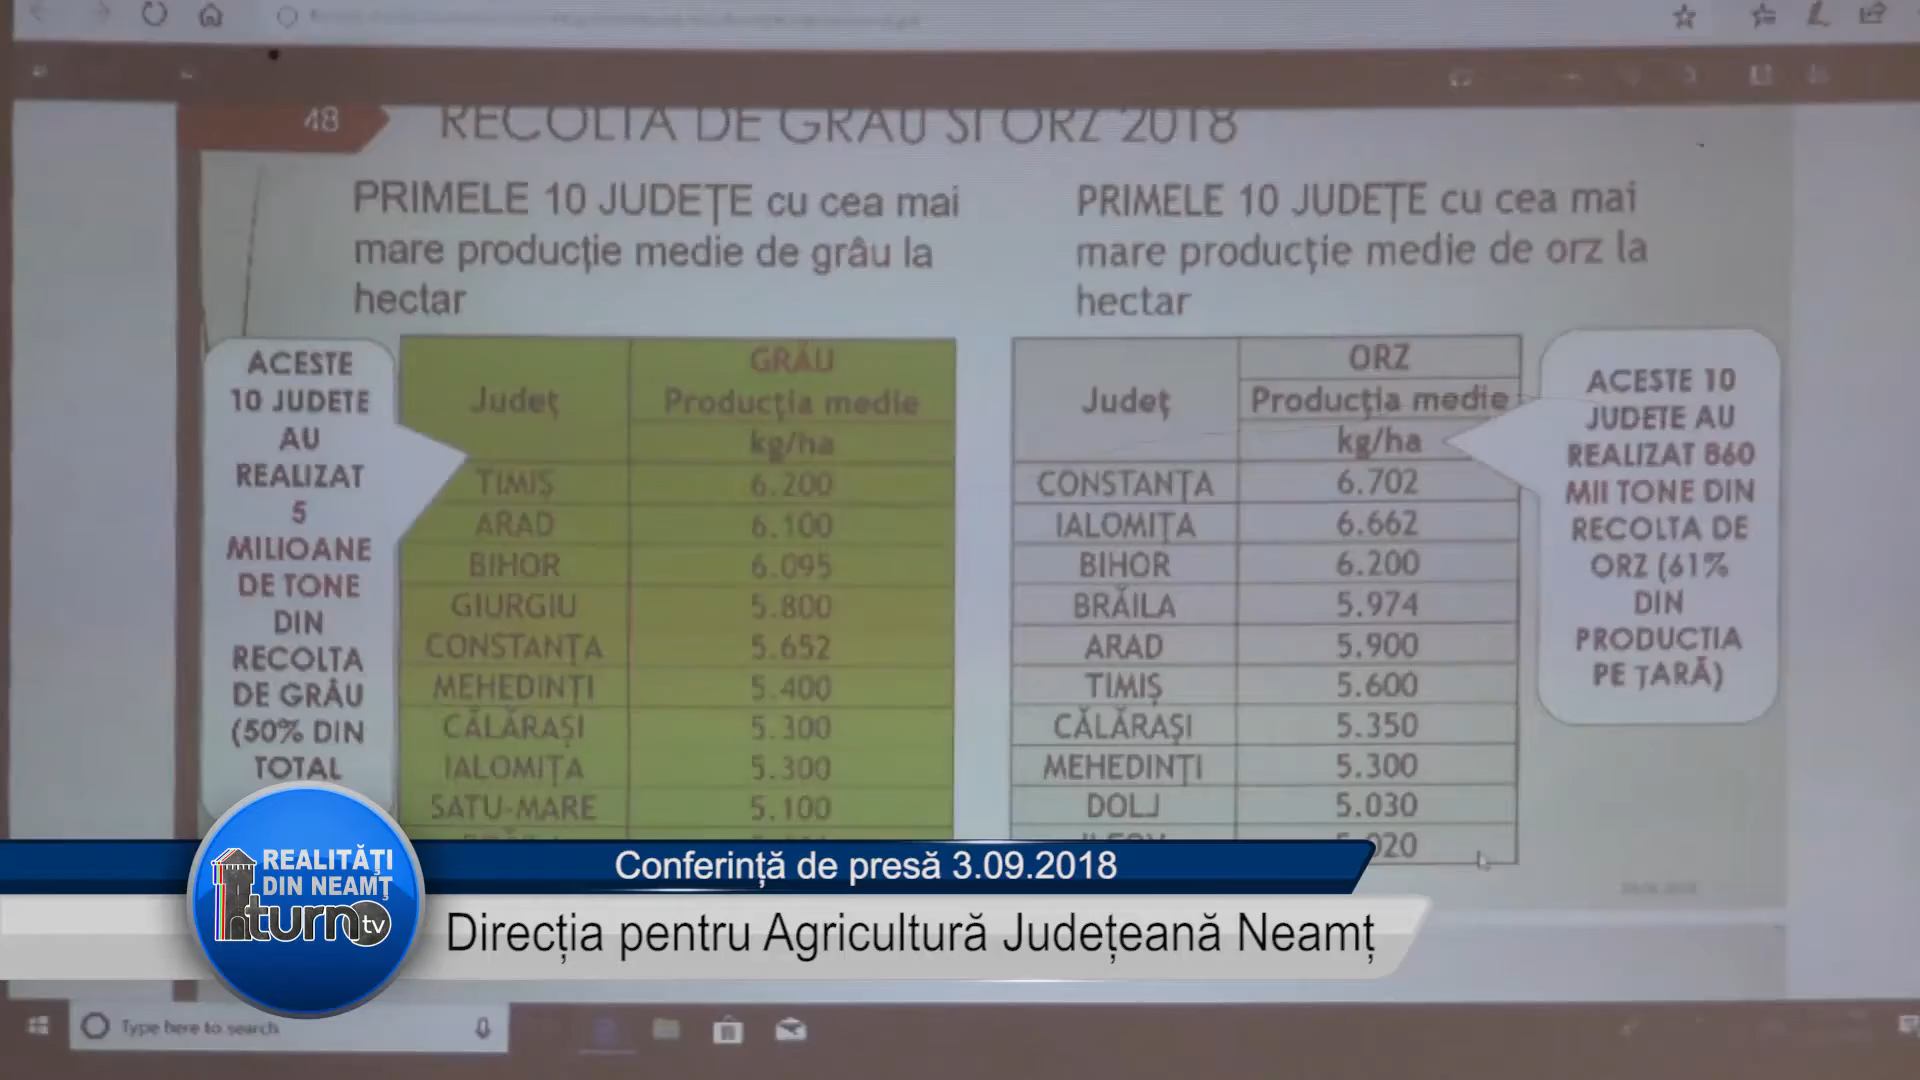 48
RECOLTA DE GRÂU SI ORZ 2018
PRIMELE 10 JUDEȚE cu cea mai
mare producție medie de grâu la
hectar
PRIMELE 10 JUDEȚE cu cea mai
mare producție medie de orz la
hectar
ACESTE
10 JUDETE
AU
REALIZAT
5
MILIOANE
DE TONE
DIN
RECOLTA
DE GRÂU
(50% DIN
TOTAL
Județ GRÂU
Producția medie
kg/ha
TIMIȘ 6.200
ARAD 6.100
BIHOR 6.095
GIURGIU 5.800
CONSTANȚA 5.652
MEHEDINȚI 5.400
CĂLĂRAȘI 5.300
IALOMIȚA 5.300
SATU-MARE 5.100
Județ ORZ
Producția medie
kg/ha
CONSTANȚA 6.702
IALOMIȚA 6.662
BIHOR 6.200
BRĂILA 5.974
ARAD 5.900
TIMIȘ 5.600
CĂLĂRAȘI 5.350
MEHEDINȚI 5.300
DOLJ 5.030
ACESTE 10
JUDETE AU
REALIZAT 860
MII TONE DIN
RECOLTA DE
ORZ (61%
DIN
PRODUCTIA
PE ȚARĂ)
REALITĂȚI
DIN NEAMȚ
turn tv
Conferință de presă 3.09.2018
Direcția pentru Agricultură Județeană Neamț
Type here to search